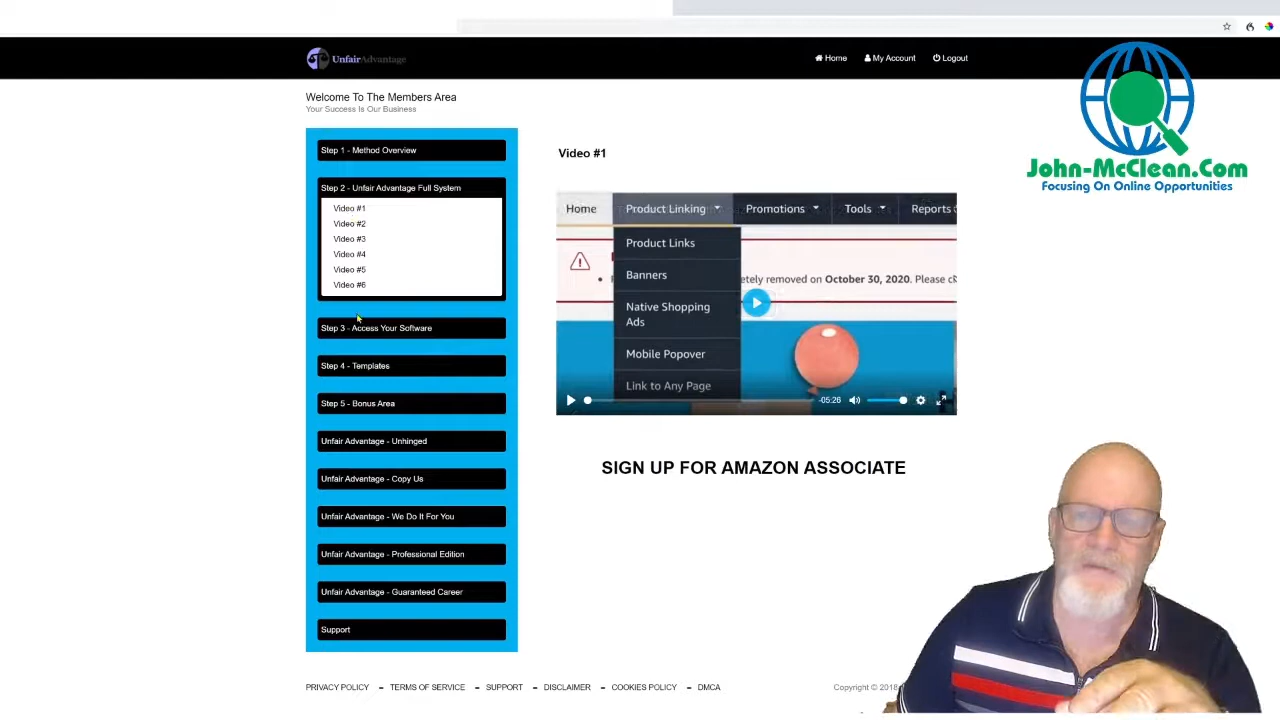 UnfairAdvantage
Home
My Account
Logout
Welcome To The Members Area
Your Success Is Our Business
John-McClean.Com
Focusing On Online Opportunities
Step 1 - Method Overview
Step 2 - Unfair Advantage Full System
Video #1
Video #2
Video #3
Video #4
Video #5
Video #6
Step 3 - Access Your Software
Step 4 - Templates
Step 5 - Bonus Area
Unfair Advantage - Unhinged
Unfair Advantage - Copy Us
Unfair Advantage - We Do It For You
Unfair Advantage - Professional Edition
Unfair Advantage - Guaranteed Career
Support
Video #1
Home Product Linking Promotions Tools Reports
Product Links
Banners
Native Shopping
Ads
Mobile Popover
Link to Any Page
removed on October 30, 2020. Please
-05:26
SIGN UP FOR AMAZON ASSOCIATE
PRIVACY POLICY - TERMS OF SERVICE - SUPPORT - DISCLAIMER - COOKIES POLICY - DMCA
Copyright © 2018